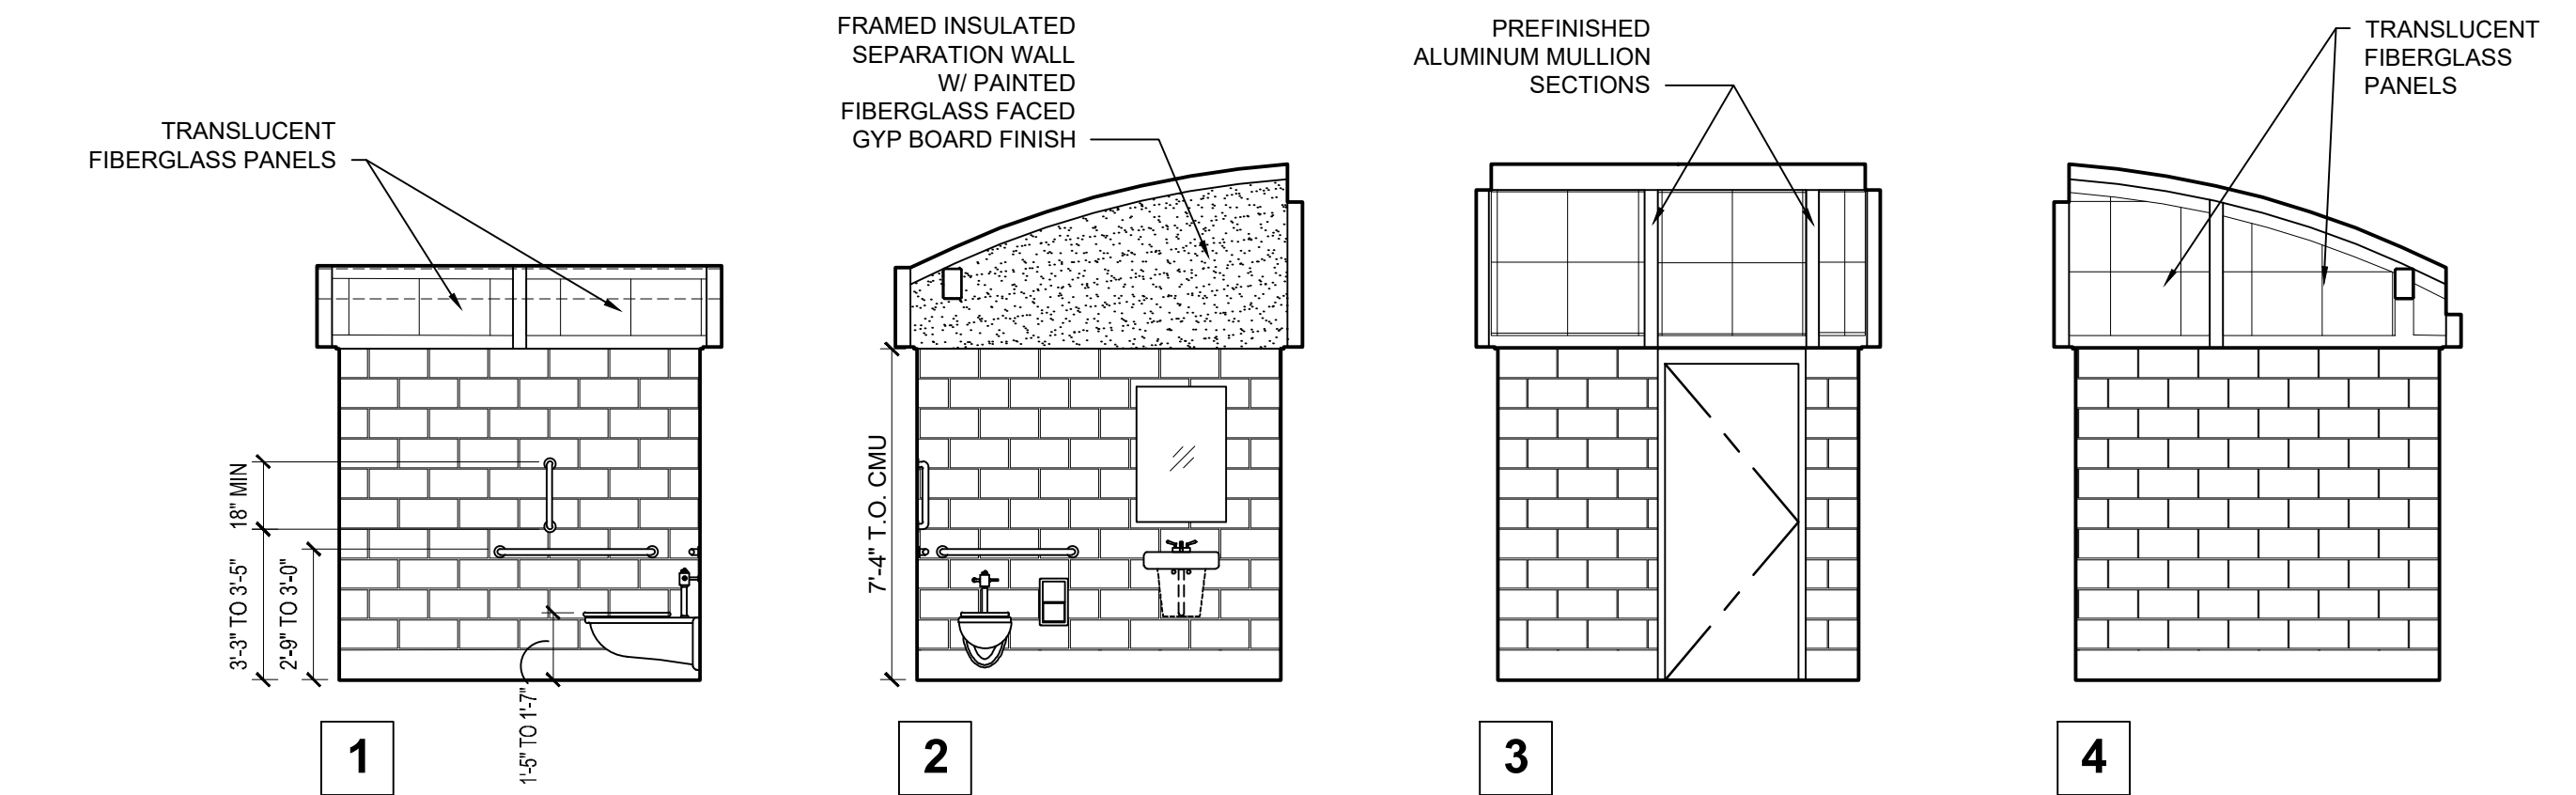 TRANSLUCENT
FIBERGLASS PANELS
FRAMED INSULATED
SEPARATION WALL
W/ PAINTED
FIBERGLASS FACED
GYP BOARD FINISH
PREFINISHED
ALUMINUM MULLION
SECTIONS
TRANSLUCENT
FIBERGLASS
PANELS
18" MIN
3'-3" TO 3'-5"
2'-9" TO 3'-0"
1'-5" TO 1'-7"
7'-4" T.O. CMU
1
2
3
4